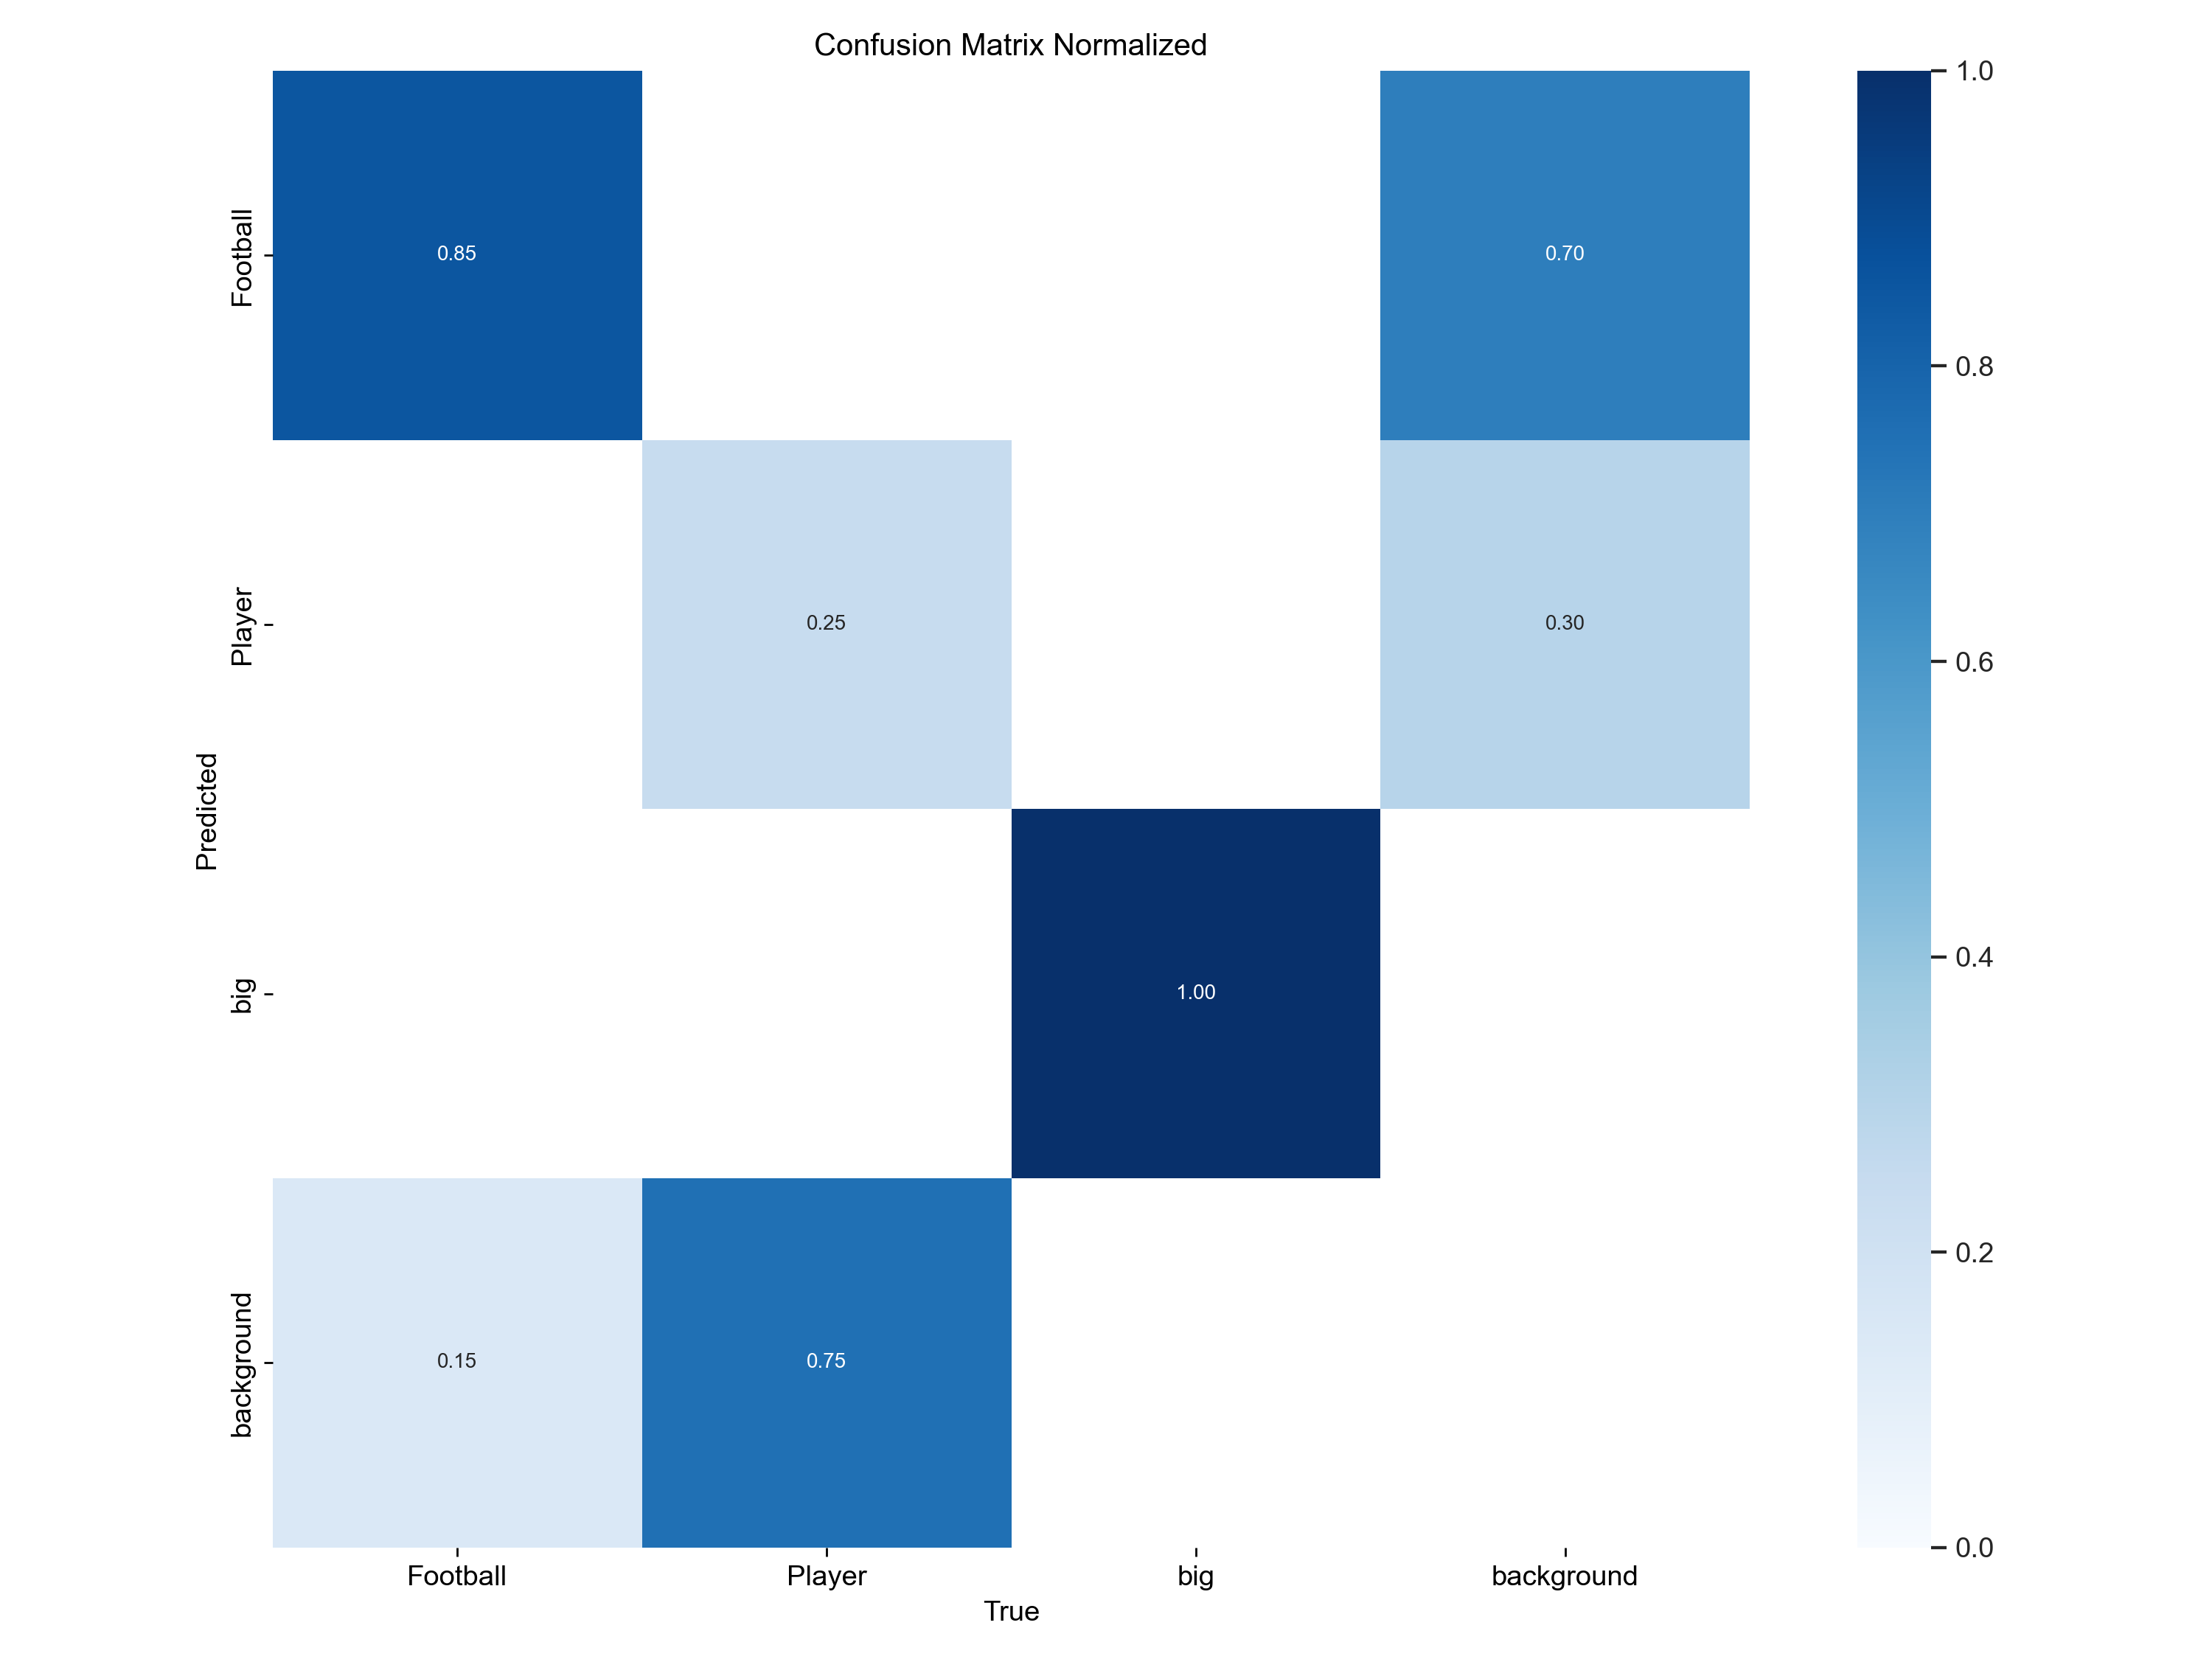 Confusion Matrix Normalized
Football
Player
big
background
Predicted
0.85
0.70
0.25
0.30
1.00
0.15
0.75
Football
Player
big
background
True
1.0
0.8
0.6
0.4
0.2
0.0